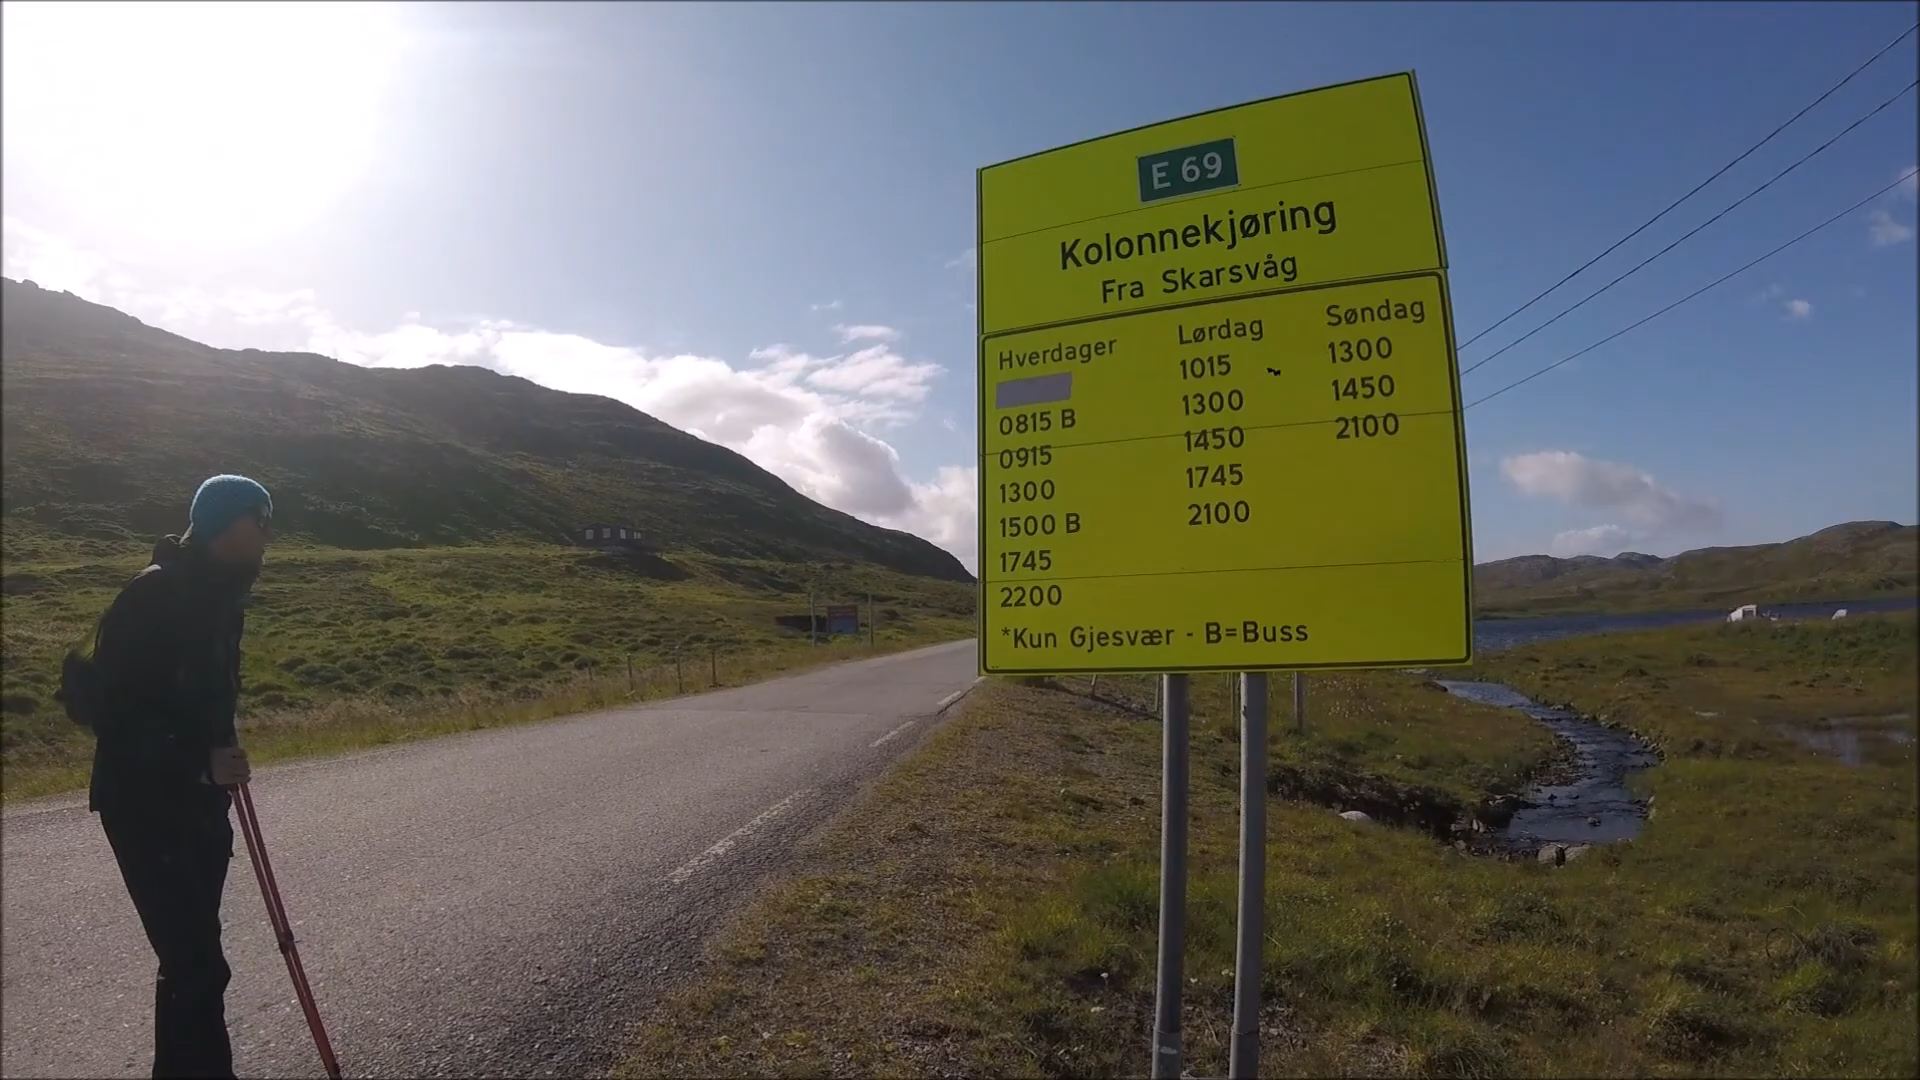 E 69
Kolonnekjøring
Fra Skarsvåg
Hverdager
0815 B
0915
1300
1500 B
1745
2200
Lørdag
1015
1300
1450
1745
2100
Søndag
1300
1450
2100
*Kun Gjesvær - B=Buss